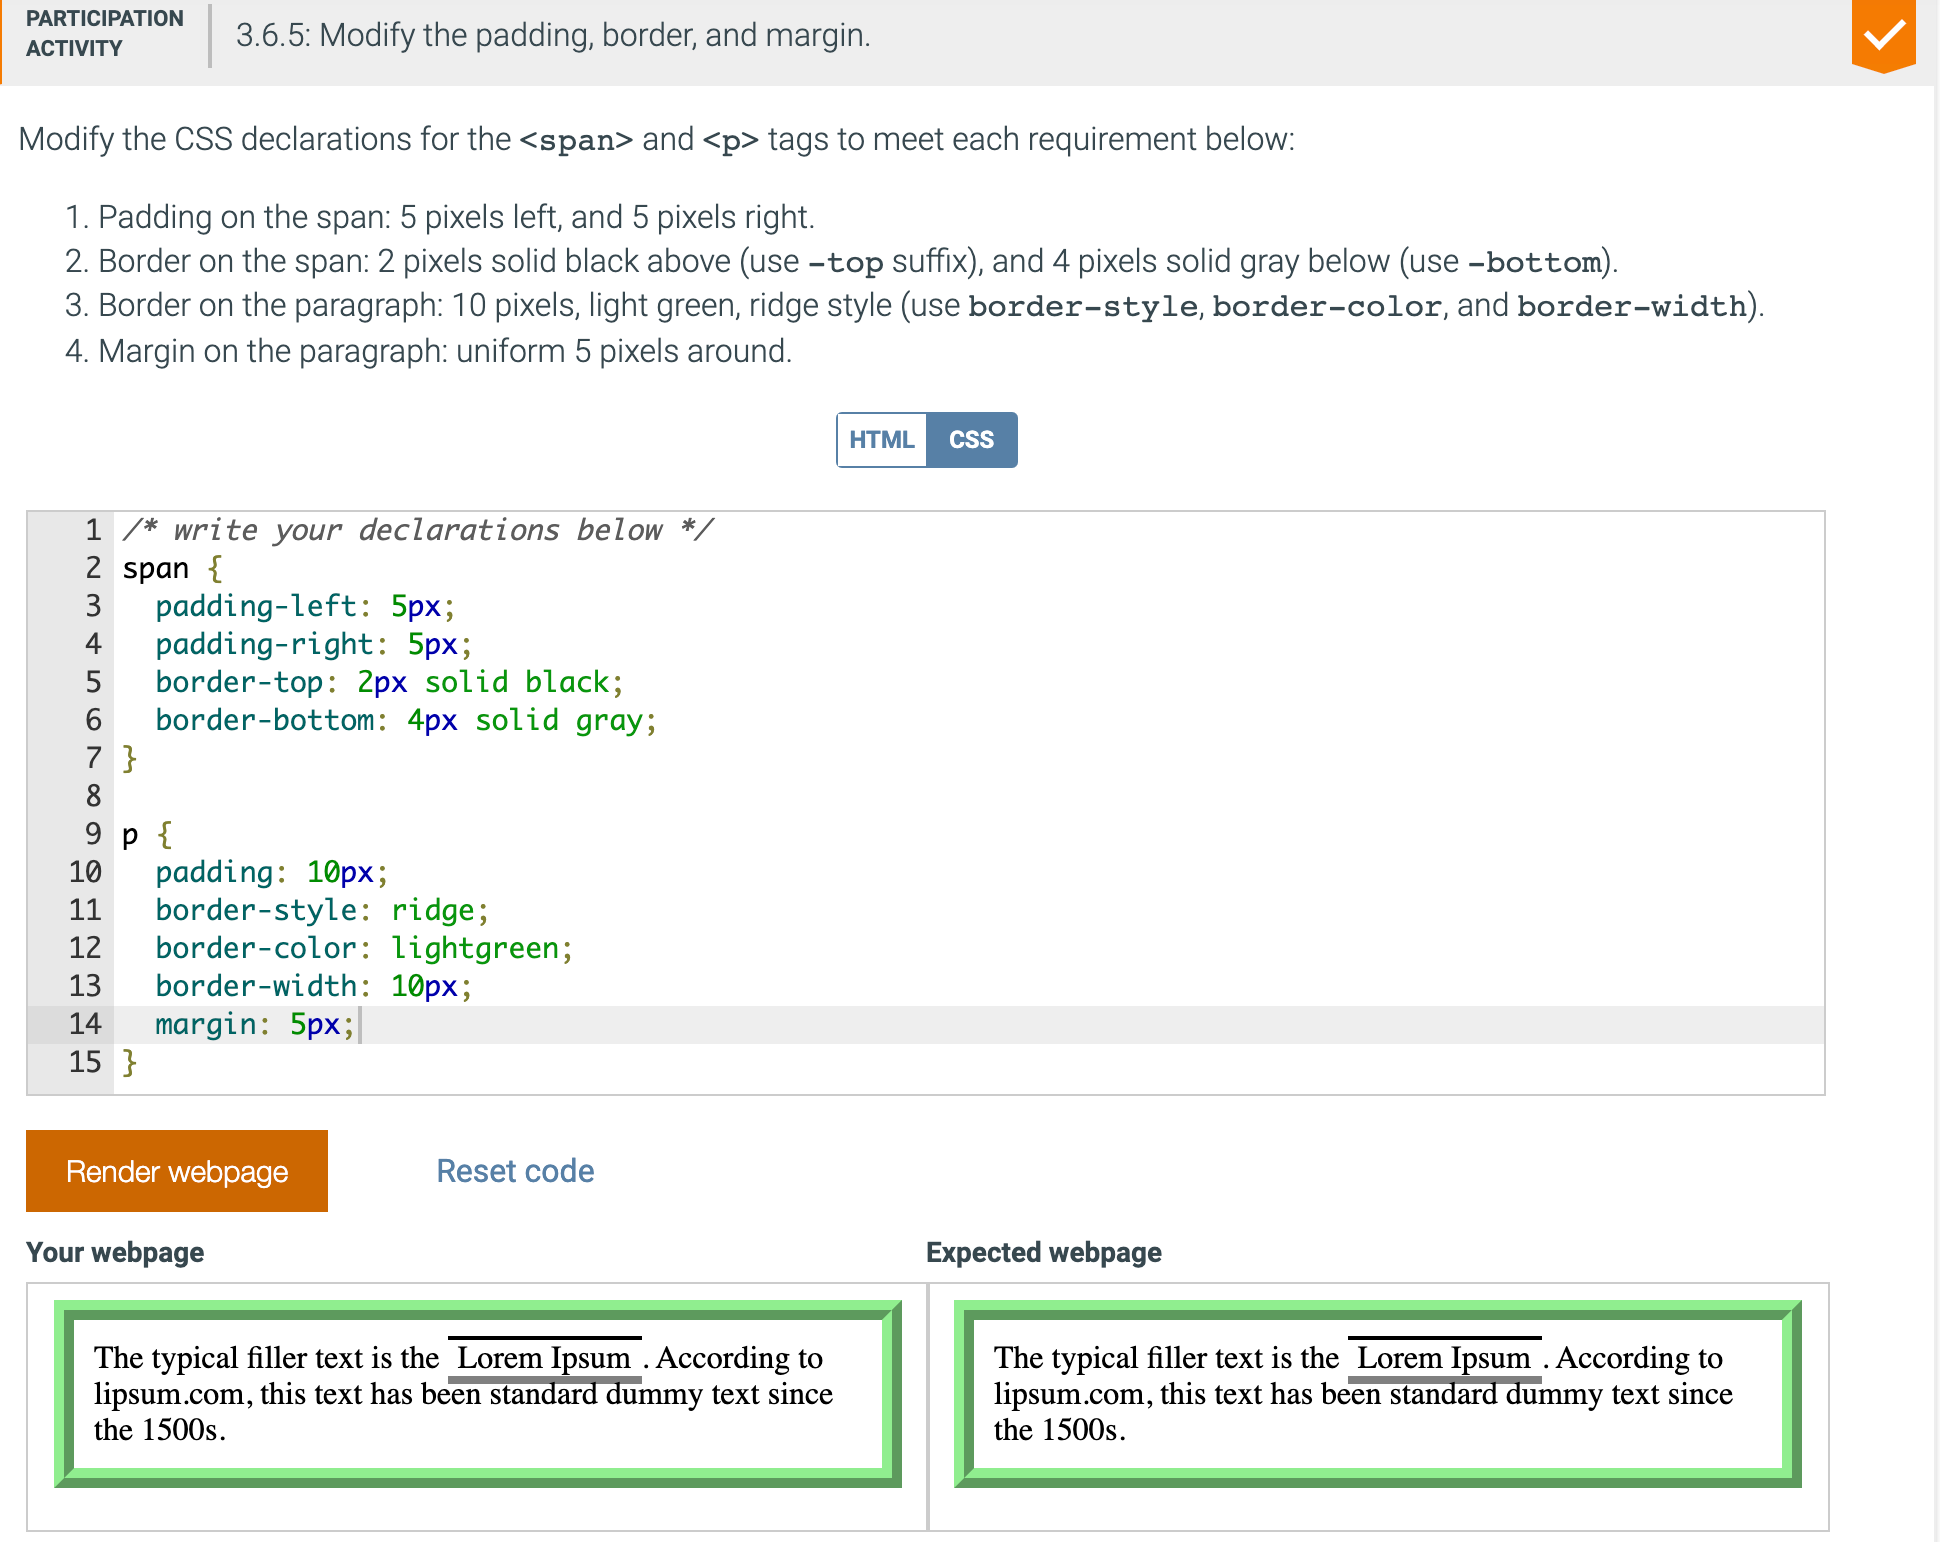 PARTICIPATION
ACTIVITY
3.6.5: Modify the padding, border, and margin.
Modify the CSS declarations for the <span> and <p> tags to meet each requirement below:
1. Padding on the span: 5 pixels left, and 5 pixels right.
2. Border on the span: 2 pixels solid black above (use -top suffix), and 4 pixels solid gray below (use -bottom).
3. Border on the paragraph: 10 pixels, light green, ridge style (use border-style, border-color, and border-width).
4. Margin on the paragraph: uniform 5 pixels around.
HTML CSS
1 /* write your declarations below */
2 span {
3 padding-left: 5px;
4 padding-right: 5px;
5 border-top: 2px solid black;
6 border-bottom: 4px solid gray;
7 }
8
9 p {
10 padding: 10px;
11 border-style: ridge;
12 border-color: lightgreen;
13 border-width: 10px;
14 margin: 5px;
15 }
Render webpage Reset code
Your webpage
The typical filler text is the Lorem Ipsum . According to
lipsum.com, this text has been standard dummy text since
the 1500s.
Expected webpage
The typical filler text is the Lorem Ipsum . According to
lipsum.com, this text has been standard dummy text since
the 1500s.